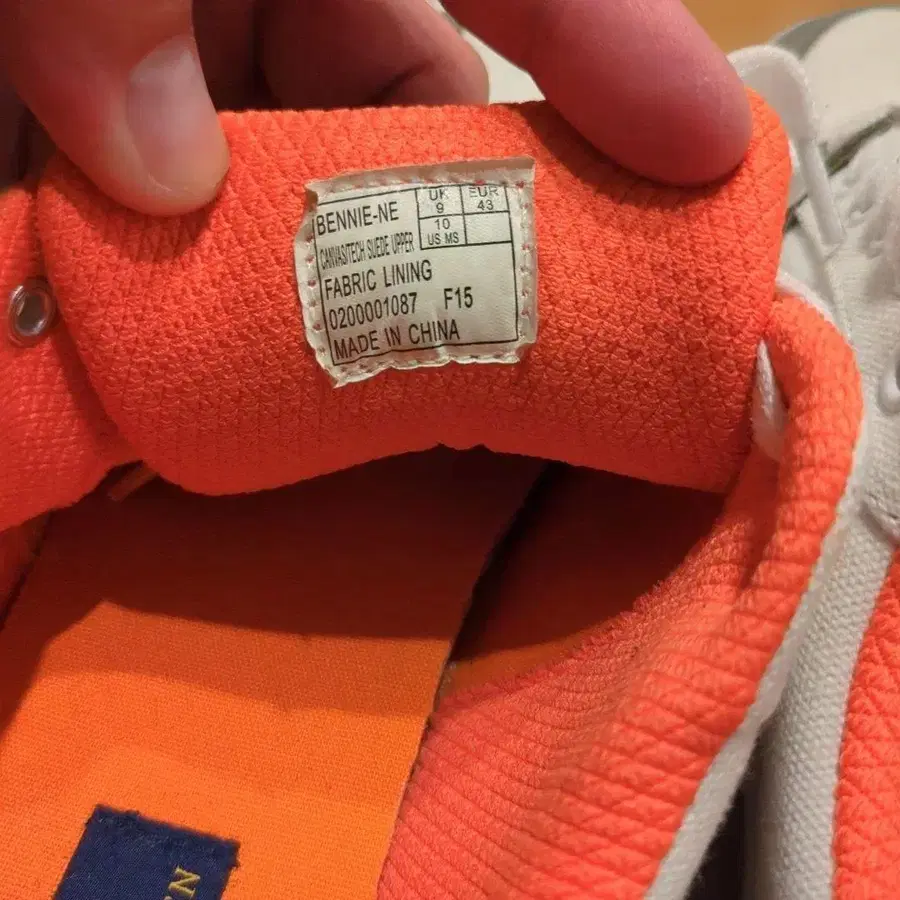 BENNIE-NE
UK 9
EUR 43
10 US MS
CANVAS/TECH SUEDE UPPER
FABRIC LINING
0200001087 F15
MADE IN CHINA